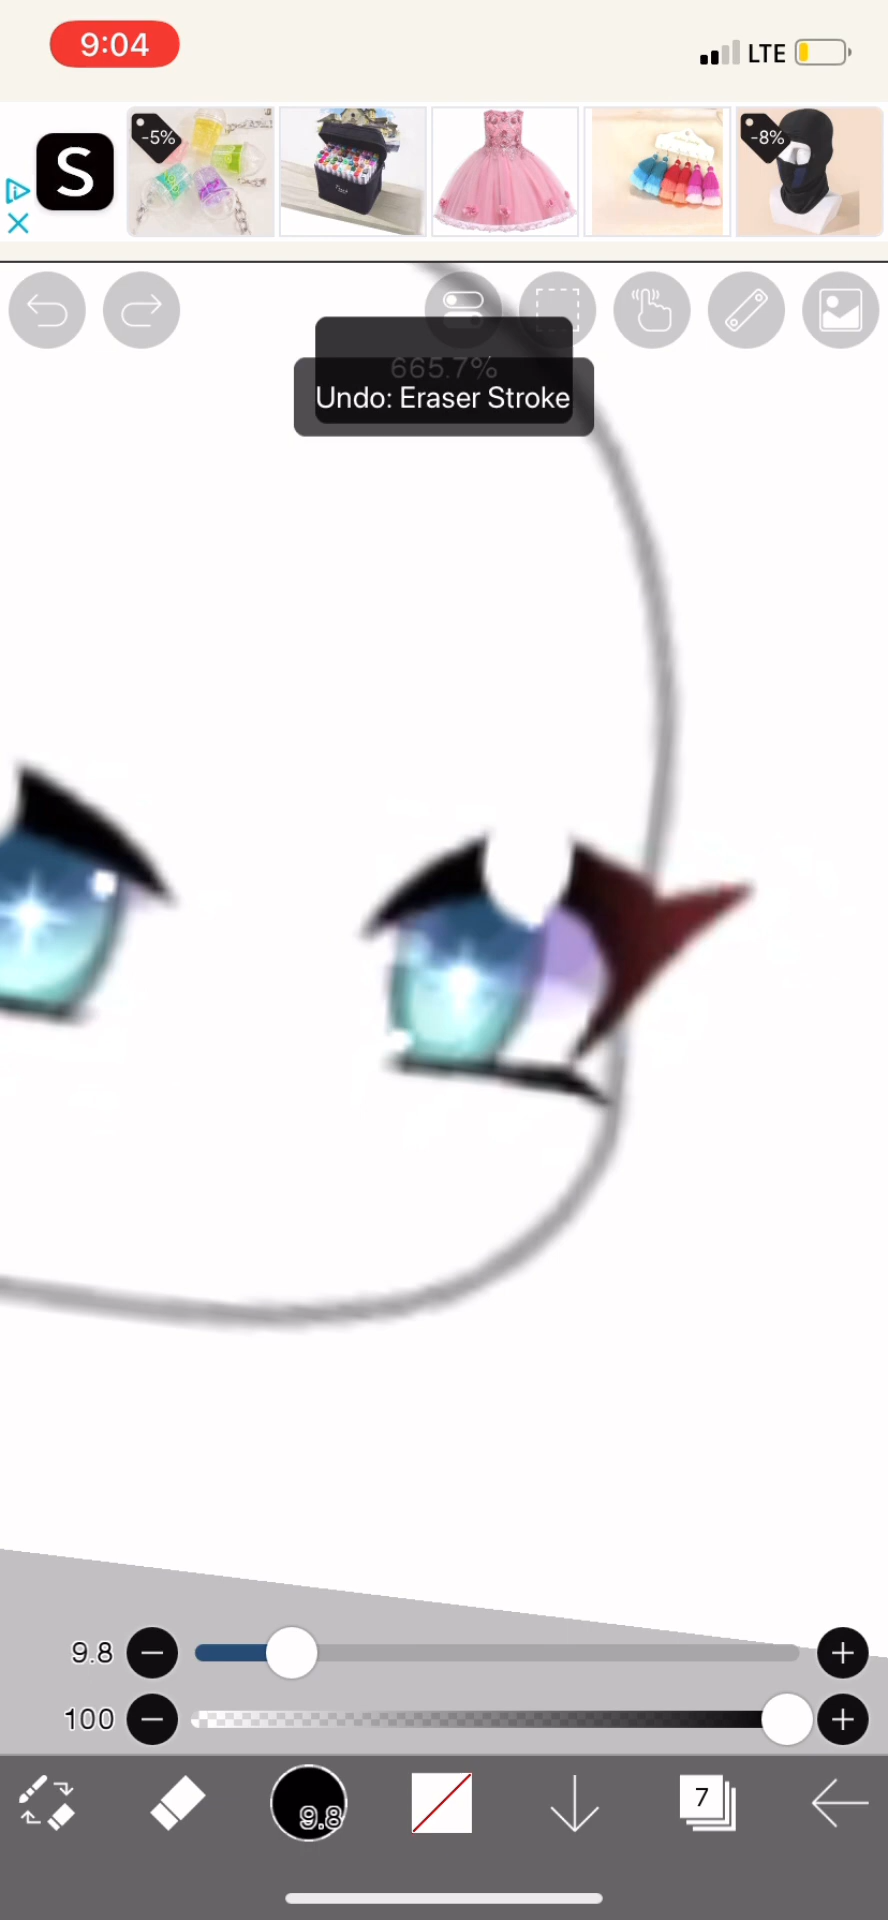 9:04
LTE
-5%
-8%
S
665.7%
Undo: Eraser Stroke
9.8
100
9.8
7